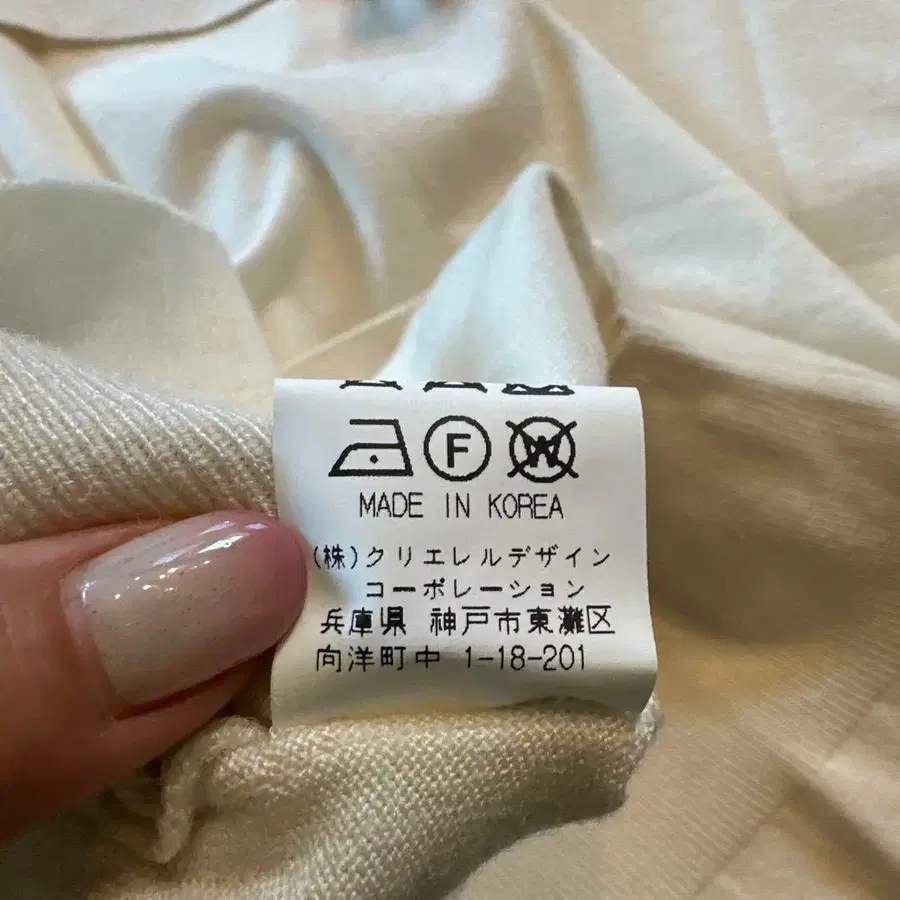 F
W
MADE IN KOREA
(株)クリエレルデザイン
コーポレーション
兵庫県 神戸市東灘区
向洋町中 1-18-201